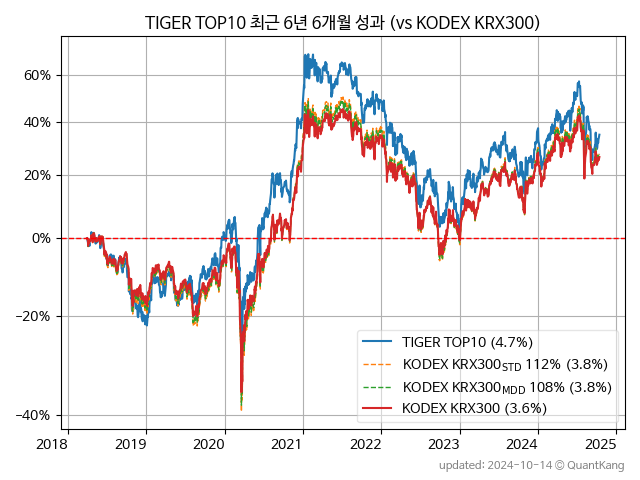 TIGER TOP10 최근 6년 6개월 성과 (vs KODEX KRX300)
60%
40%
20%
0%
−20%
−40%
TIGER TOP10 (4.7%)
KODEX KRX300STD 112% (3.8%)
KODEX KRX300MDD 108% (3.8%)
KODEX KRX300 (3.6%)
2018 2019 2020 2021 2022 2023 2024 2025
updated: 2024-10-14 © QuantKang